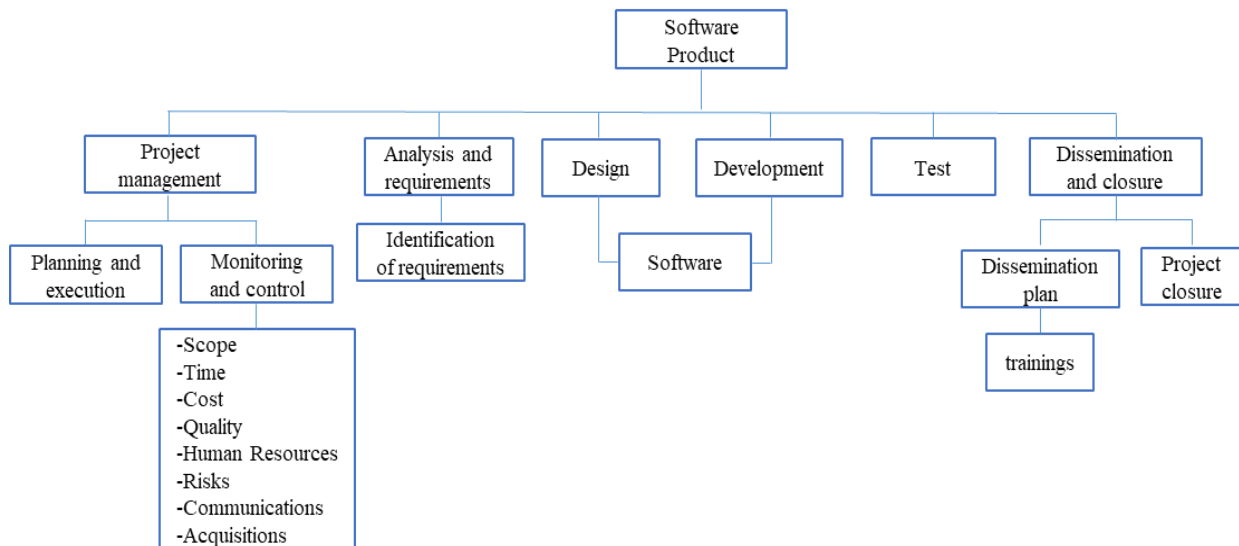 Software
Product
Project
management
Analysis and
requirements
Design
Development
Test
Dissemination
and closure
Planning and
execution
Monitoring
and control
Identification
of requirements
Software
Dissemination
plan
Project
closure
-Scope
-Time
-Cost
-Quality
-Human Resources
-Risks
-Communications
-Acquisitions
trainings